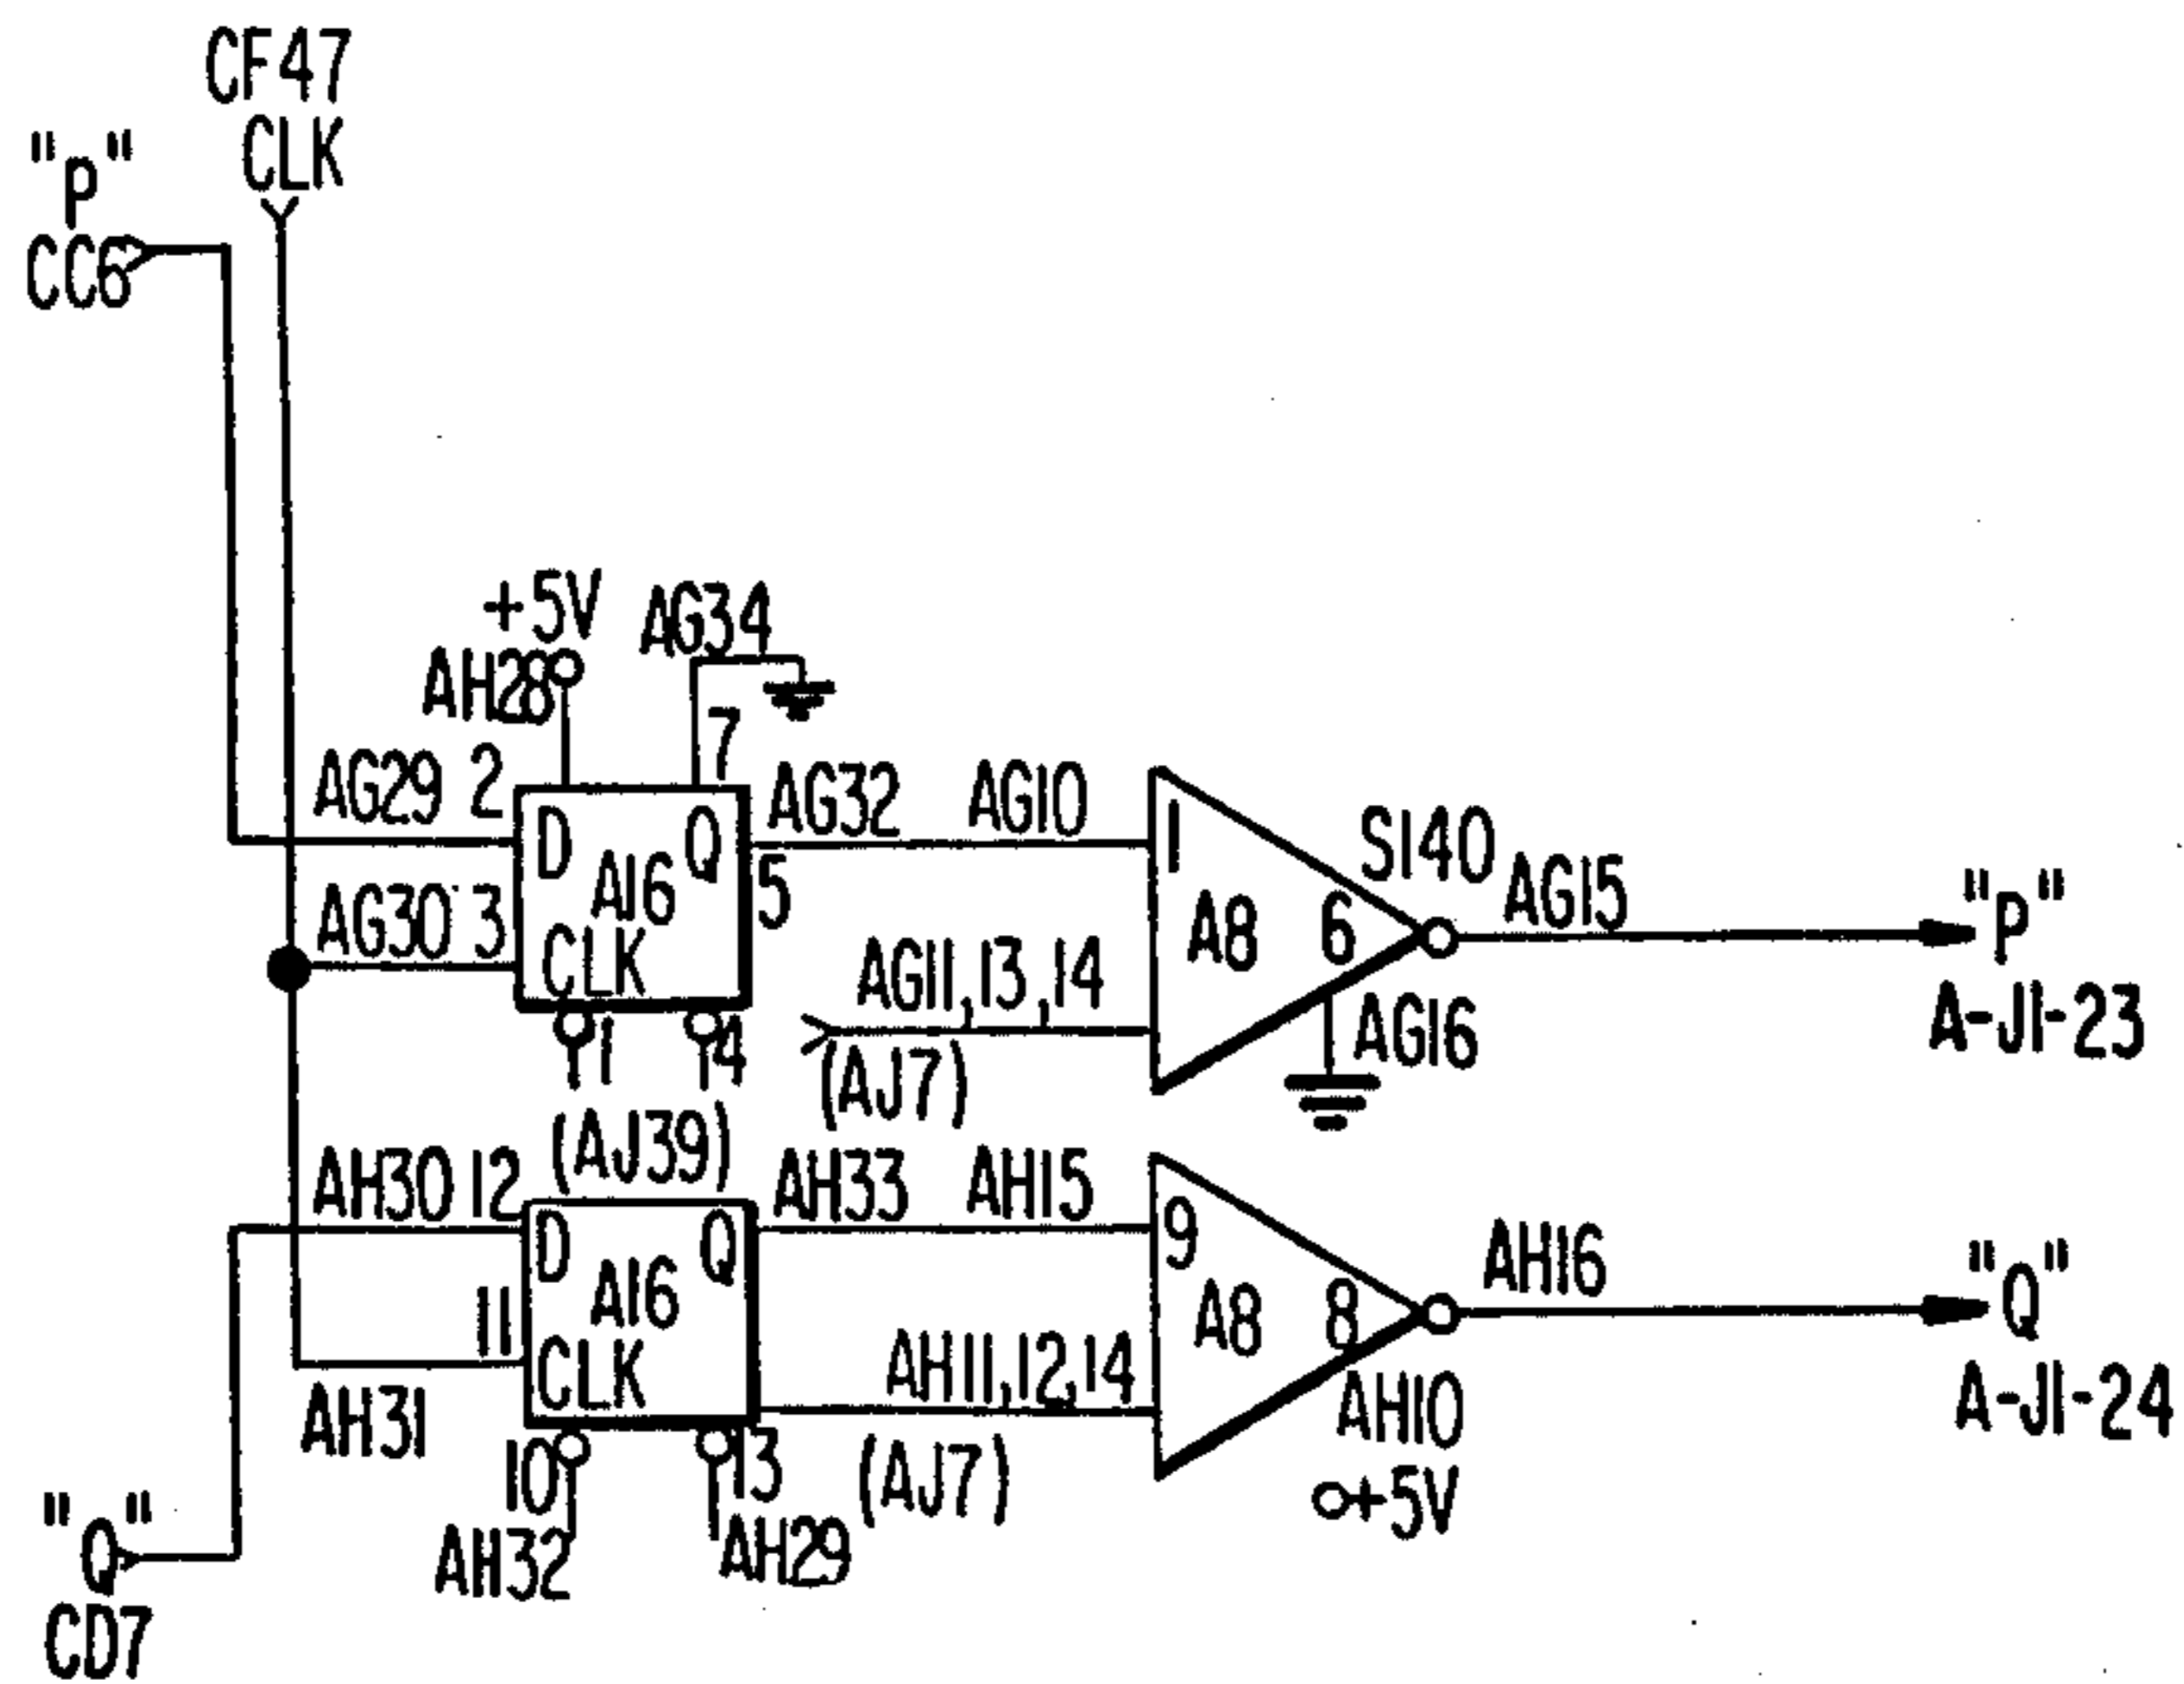 CF47
CLK
"P"
CC6
+5V
AG34
AH28
7
AG29 2
D
Q
A16
CLK
AG32
AG10
5
AG30 3
1
4
(AJ39)
1
S140
A8
6
AG15
"P"
A-J1-23
AG11,13,14
(AJ7)
AG16
AH30 12
D
Q
A16
CLK
11
AH31
AH33
AH15
9
A8
8
AH16
"Q"
A-J1-24
AH11,12,14
(AJ7)
AH10
+5V
10
13
AH32
AH29
"Q"
CD7